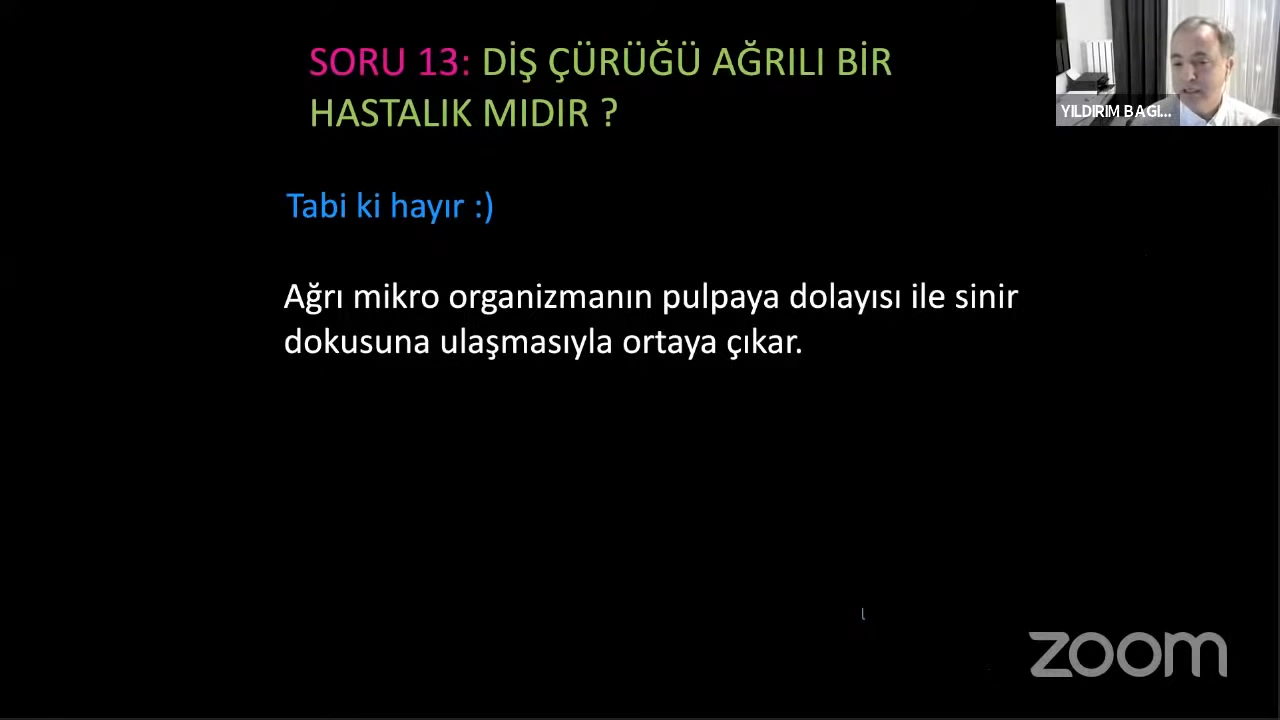 SORU 13: DİŞ ÇÜRÜĞÜ AĞRILI BİR
HASTALIK MIDIR ?
YILDIRIM BAGI...
Tabi ki hayır :)
Ağrı mikro organizmanın pulpaya dolayısı ile sinir
dokusuna ulaşmasıyla ortaya çıkar.
zoom